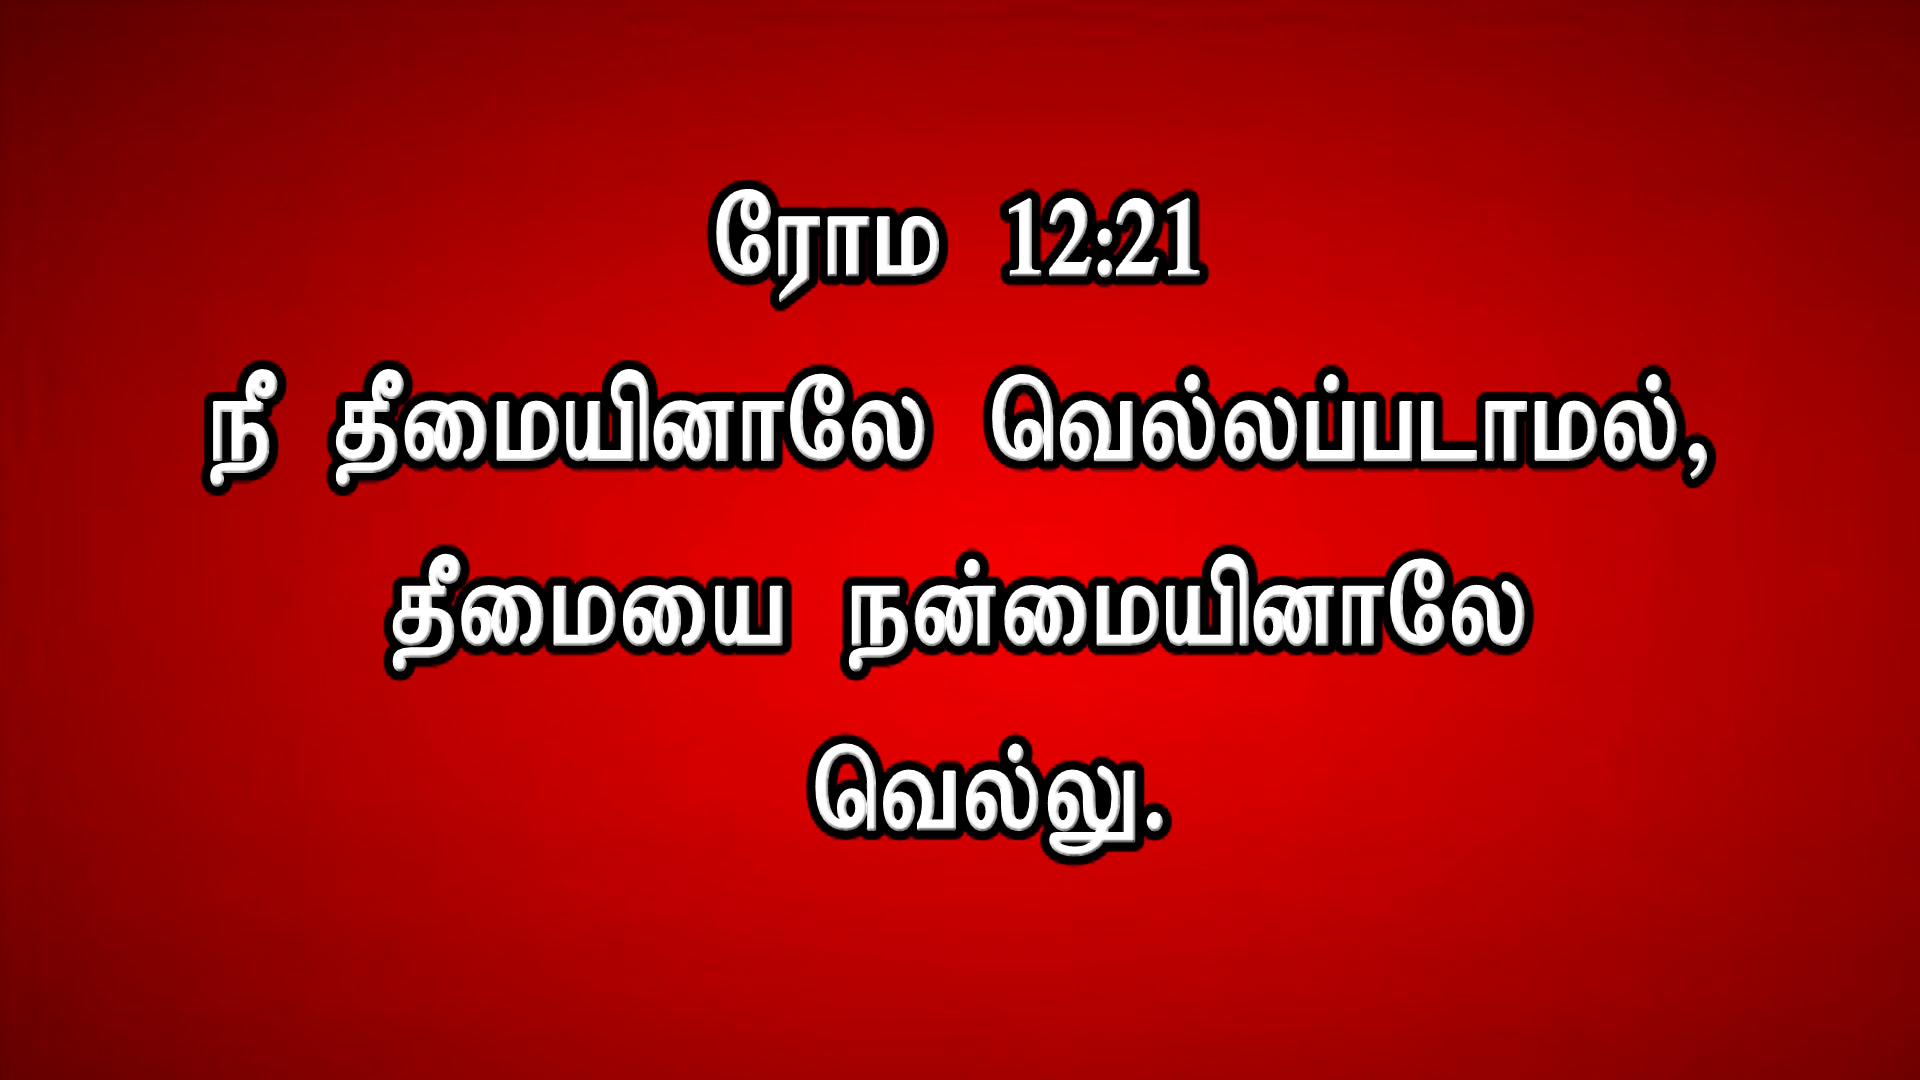 ரோம 12:21
நீ தீமையினாலே வெல்லப்படாமல்,
தீமையை நன்மையினாலே
வெல்லு.